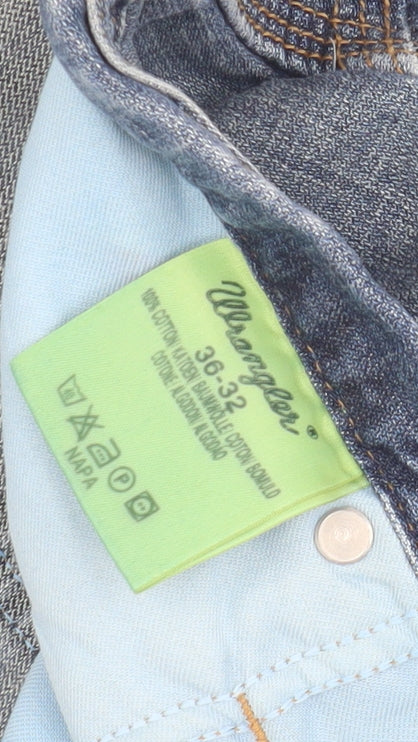 Wrangler®
36-32
100% COTTON KATOEN BAUMWOLLE COTON BOMULD
COTONE ALGODON ALGODAO
P
NAPA